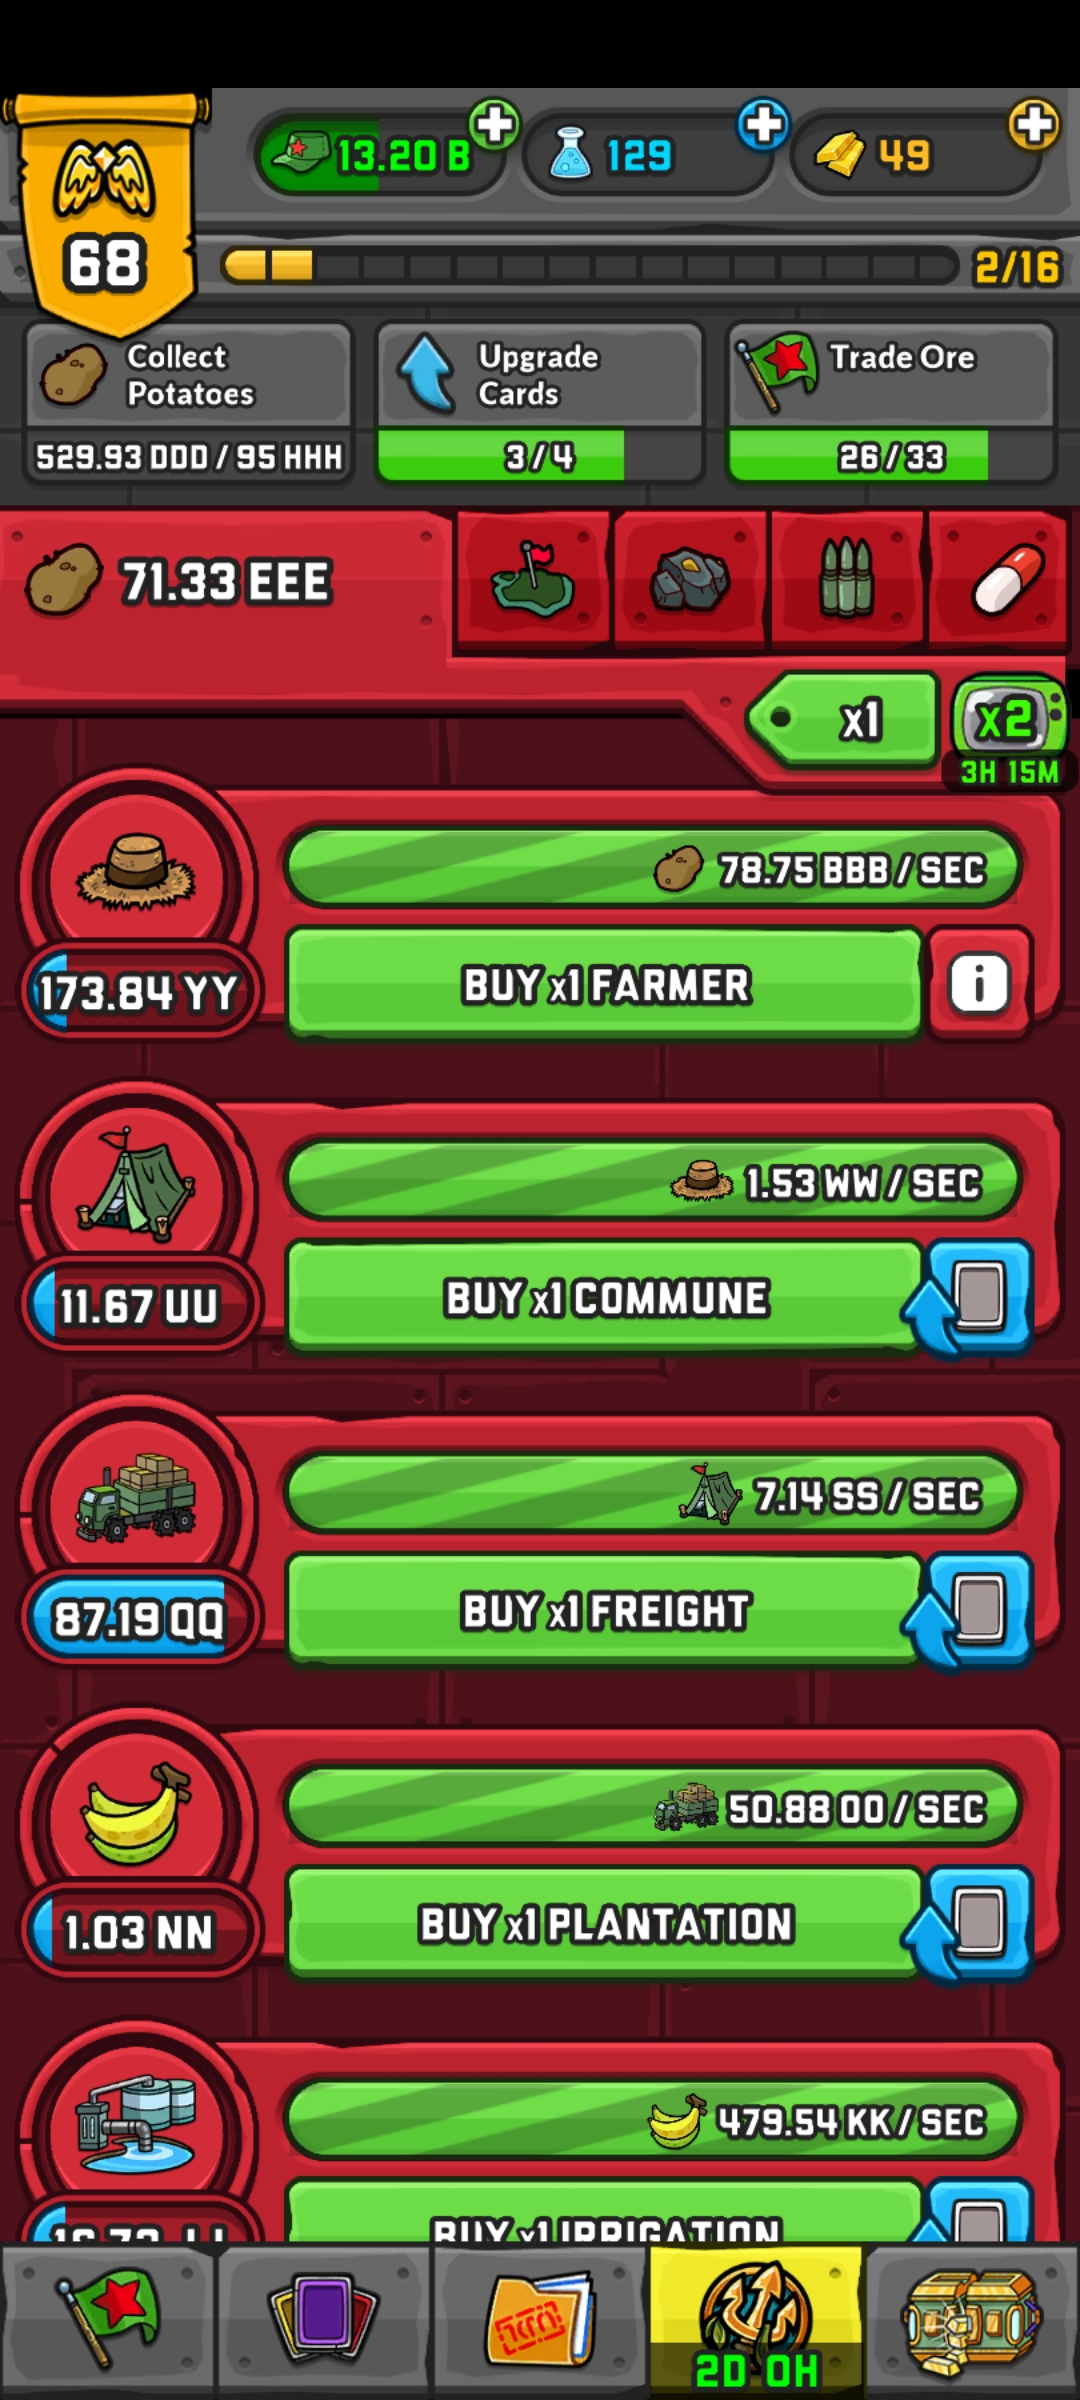 13.20 B
129
49
68
2/16
Collect
Potatoes
529.93 DDD / 95 HHH
Upgrade
Cards
3/4
Trade Ore
26/33
71.33 EEE
x1
x2
3H 15M
78.75 BBB / SEC
173.84 YY
BUY x1 FARMER
i
1.53 WW / SEC
11.67 UU
BUY x1 COMMUNE
7.14 SS / SEC
87.19 QQ
BUY x1 FREIGHT
50.88 OO / SEC
1.03 NN
BUY x1 PLANTATION
479.54 KK / SEC
BUY x1 IRRIGATION
2D 0H